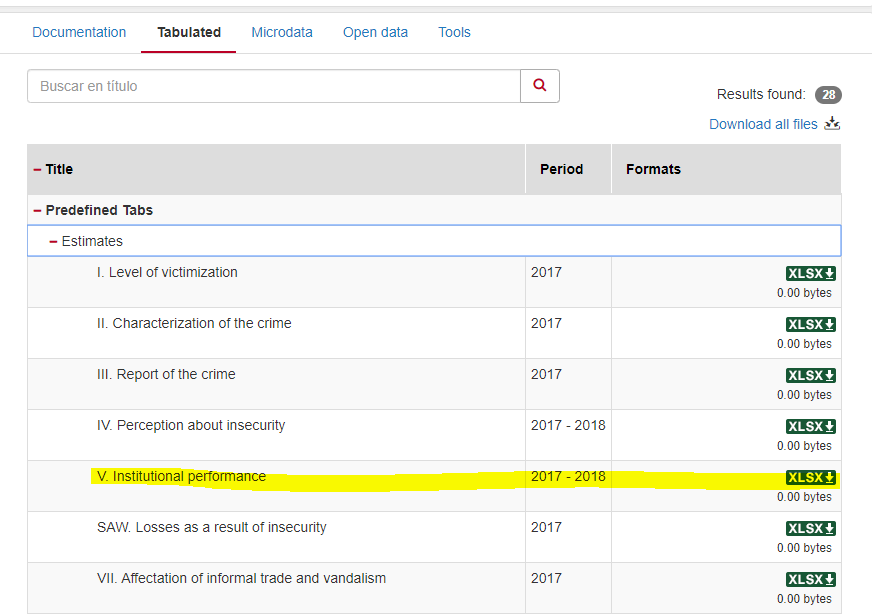 Documentation Tabulated Microdata Open data Tools
Buscar en título
Results found: 28
Download all files
– Title Period Formats
– Predefined Tabs
– Estimates
I. Level of victimization 2017 XLSX
0.00 bytes
II. Characterization of the crime 2017 XLSX
0.00 bytes
III. Report of the crime 2017 XLSX
0.00 bytes
IV. Perception about insecurity 2017 - 2018 XLSX
0.00 bytes
V. Institutional performance 2017 - 2018 XLSX
0.00 bytes
SAW. Losses as a result of insecurity 2017 XLSX
0.00 bytes
VII. Affectation of informal trade and vandalism 2017 XLSX
0.00 bytes